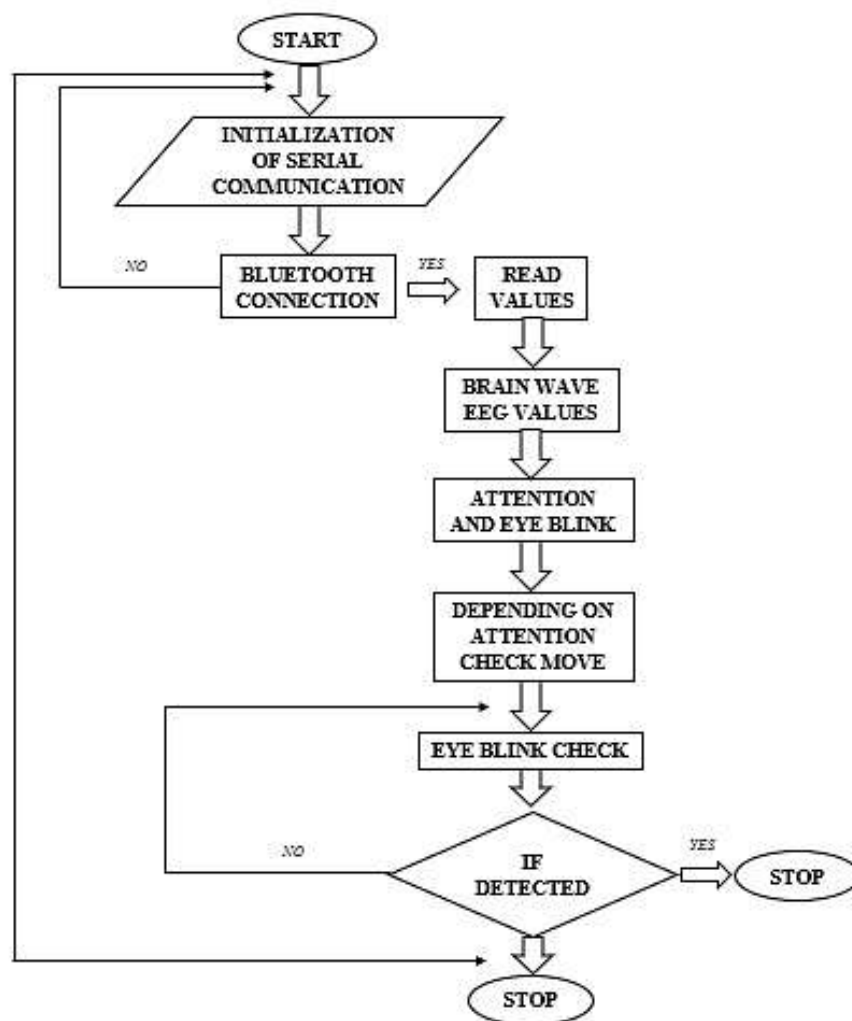 START
INITIALIZATION
OF SERIAL
COMMUNICATION
NO
BLUETOOTH
CONNECTION
YES
READ
VALUES
BRAIN WAVE
EEG VALUES
ATTENTION
AND EYE BLINK
DEPENDING ON
ATTENTION
CHECK MOVE
EYE BLINK CHECK
NO
IF
DETECTED
YES
STOP
STOP